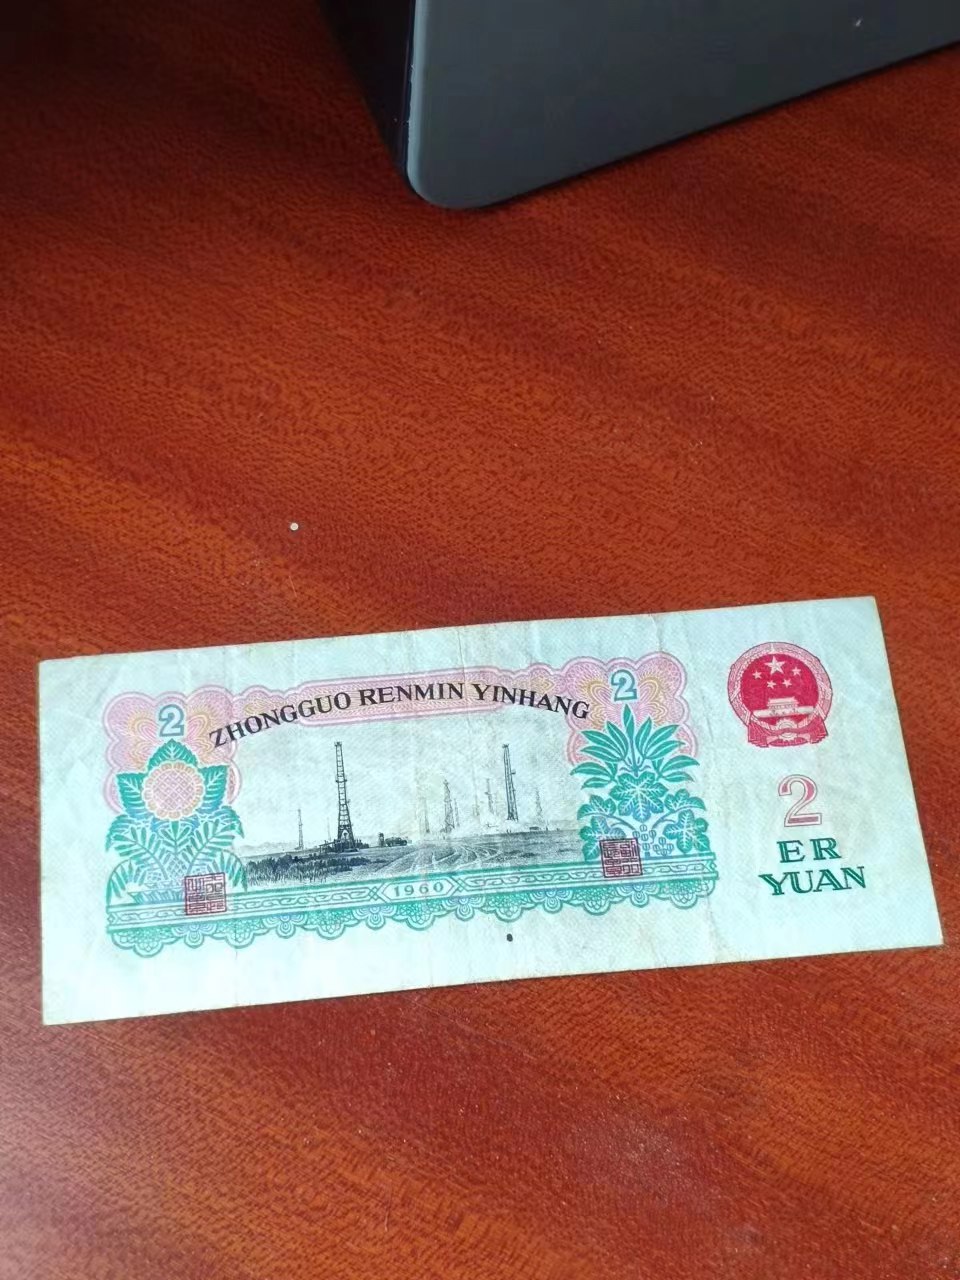 2
ZHONGGUO RENMIN YINHANG
2
1960
2
ER
YUAN